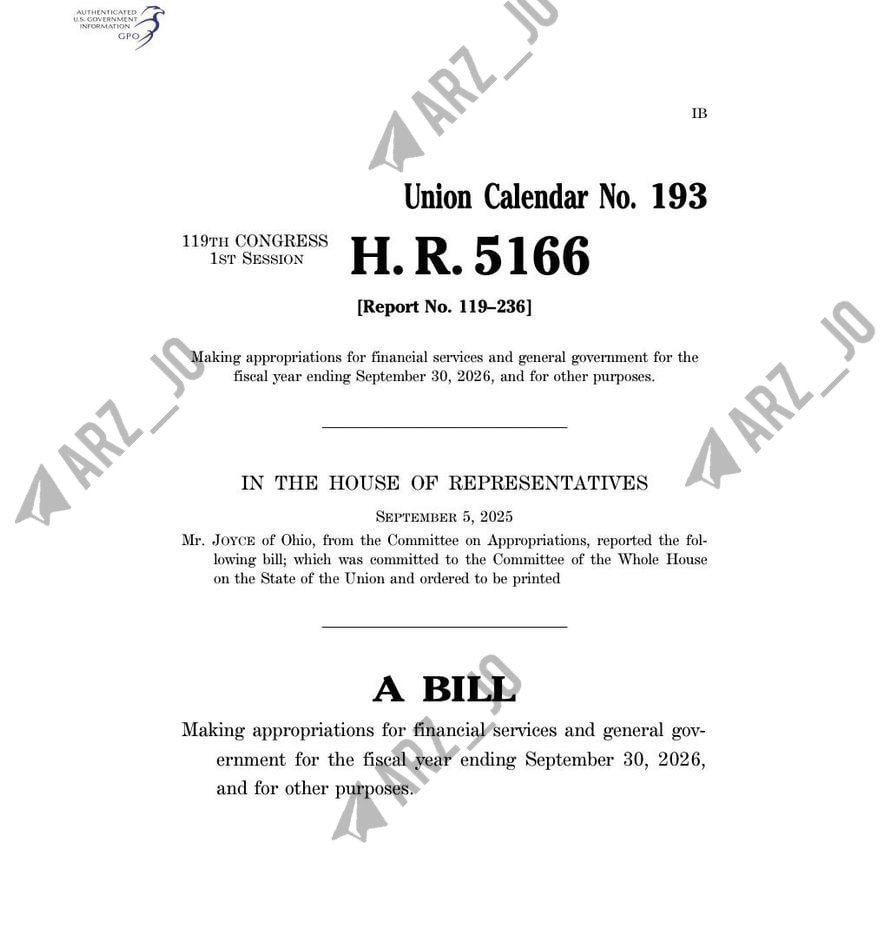 AUTHENTICATED
U.S. GOVERNMENT
INFORMATION
GPO
ARZ_JO
IB
Union Calendar No. 193
119TH CONGRESS
1ST SESSION
H. R. 5166
[Report No. 119–236]
Making appropriations for financial services and general government for the
fiscal year ending September 30, 2026, and for other purposes.
ARZ_JO
ARZ_JO
IN THE HOUSE OF REPRESENTATIVES
SEPTEMBER 5, 2025
Mr. JOYCE of Ohio, from the Committee on Appropriations, reported the fol-
lowing bill; which was committed to the Committee of the Whole House
on the State of the Union and ordered to be printed
A BILL
Making appropriations for financial services and general gov-
ernment for the fiscal year ending September 30, 2026,
and for other purposes.
ARZ_JO